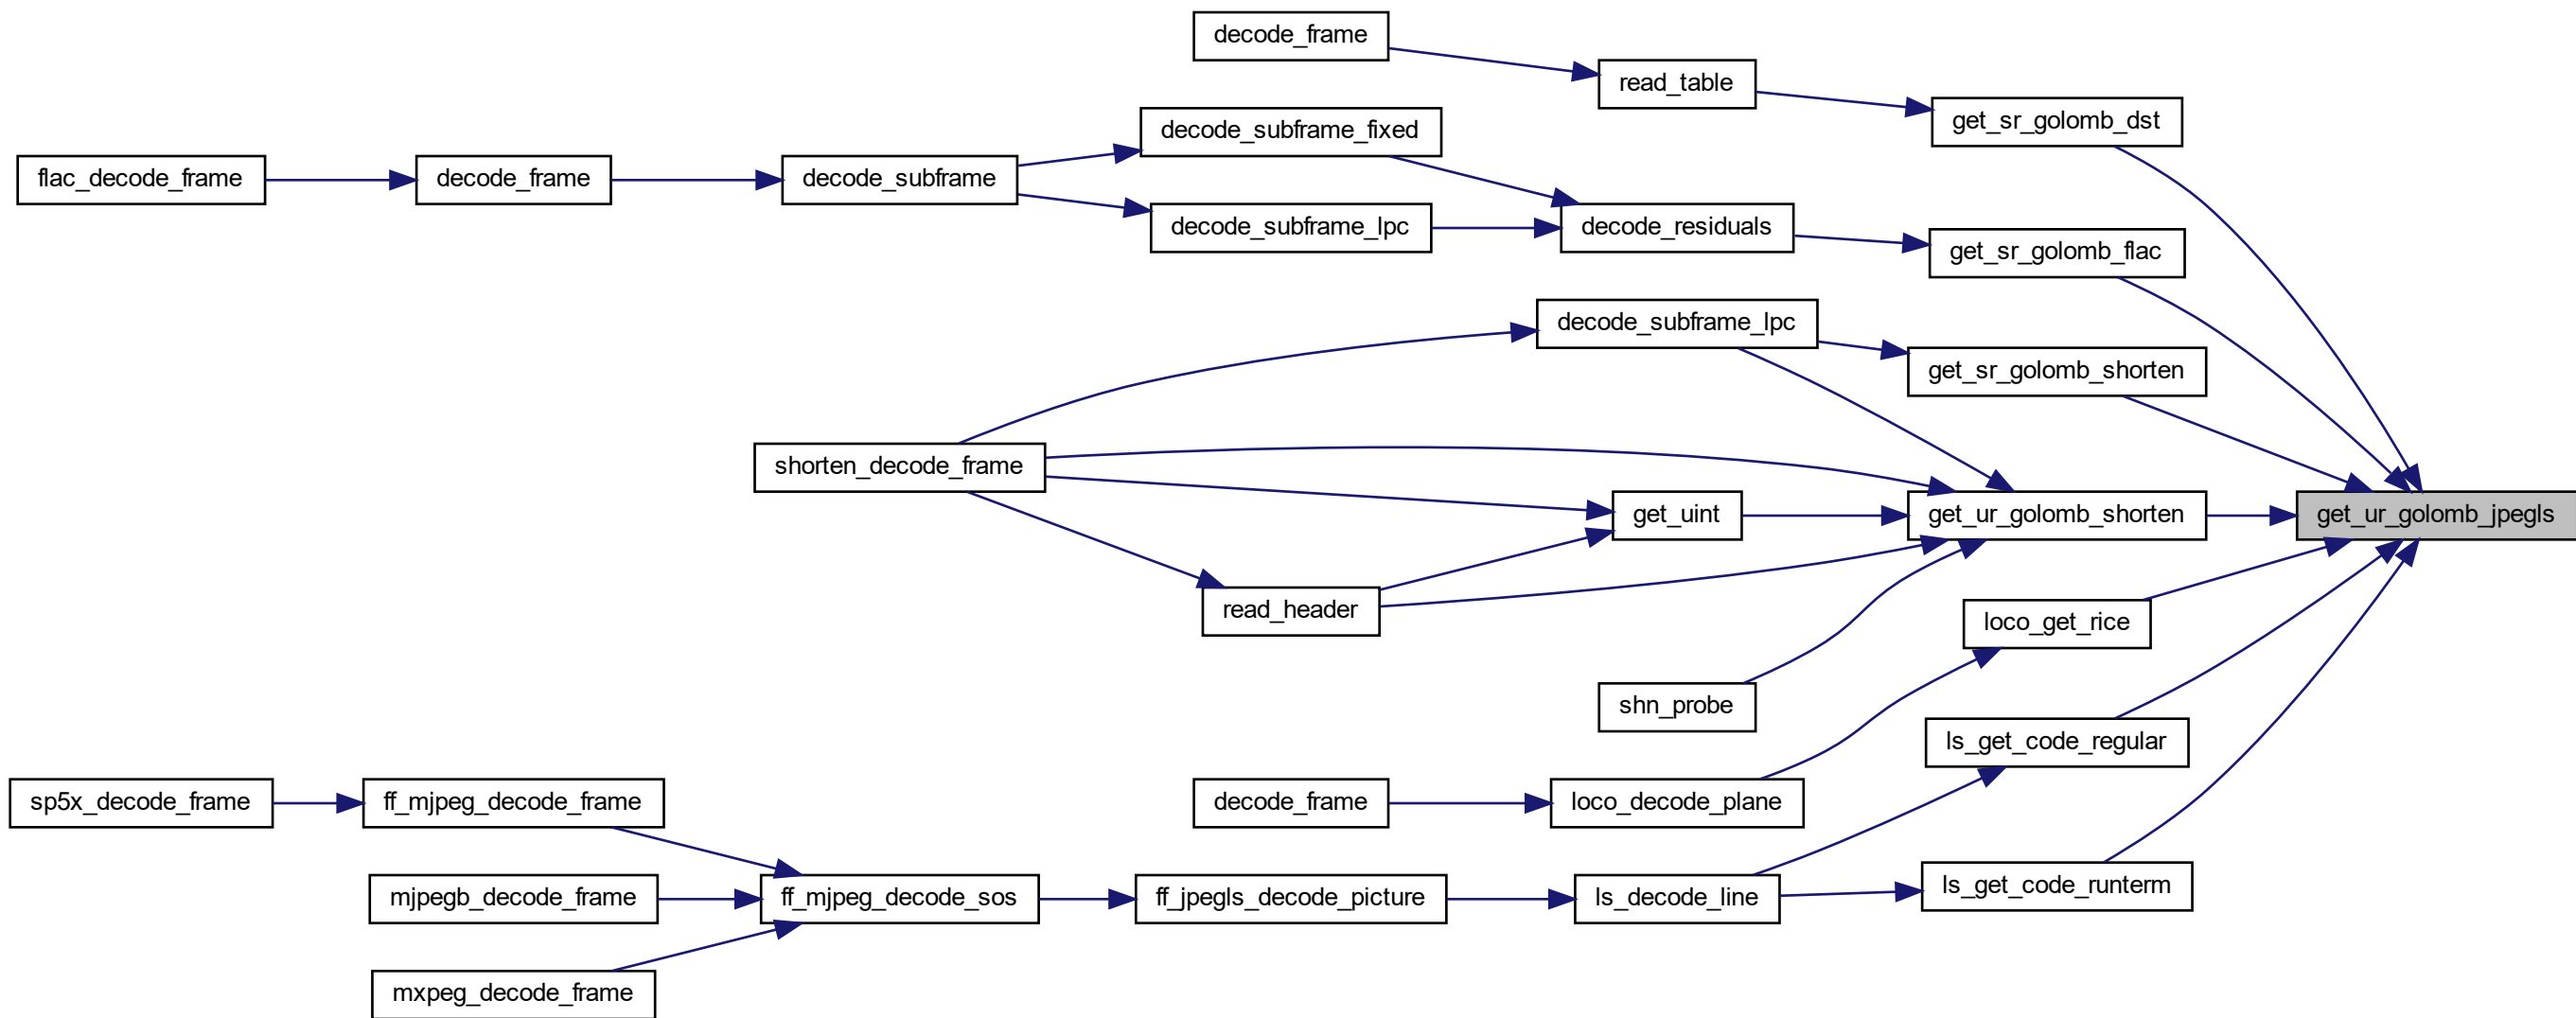 decode_frame
read_table
get_sr_golomb_dst
decode_subframe_fixed
flac_decode_frame
decode_frame
decode_subframe
decode_subframe_lpc
decode_residuals
get_sr_golomb_flac
decode_subframe_lpc
get_sr_golomb_shorten
shorten_decode_frame
get_uint
get_ur_golomb_shorten
get_ur_golomb_jpegls
read_header
loco_get_rice
shn_probe
ls_get_code_regular
sp5x_decode_frame
ff_mjpeg_decode_frame
decode_frame
loco_decode_plane
mjpegb_decode_frame
ff_mjpeg_decode_sos
ff_jpegls_decode_picture
ls_decode_line
ls_get_code_runterm
mxpeg_decode_frame